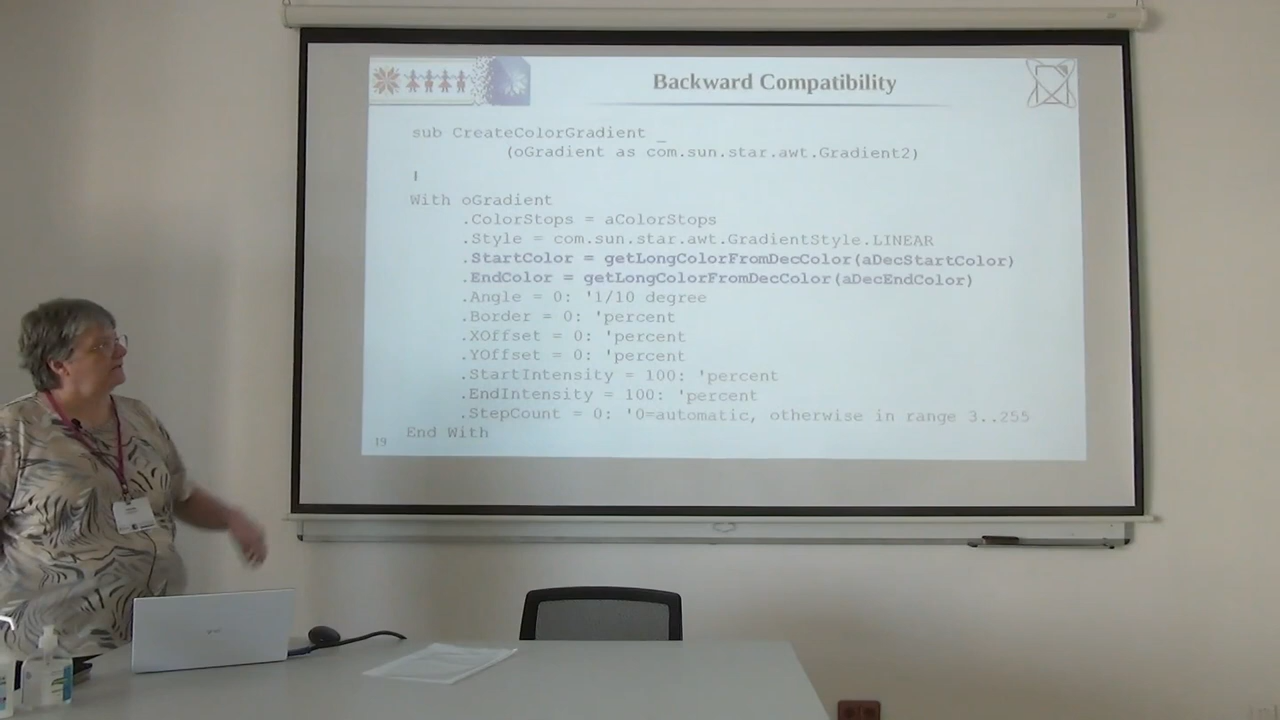 Backward Compatibility
sub CreateColorGradient _
(oGradient as com.sun.star.awt.Gradient2)
With oGradient
.ColorStops = aColorStops
.Style = com.sun.star.awt.GradientStyle.LINEAR
.StartColor = getLongColorFromDecColor(aDecStartColor)
.EndColor = getLongColorFromDecColor(aDecEndColor)
.Angle = 0: '1/10 degree
.Border = 0: 'percent
.XOffset = 0: 'percent
.YOffset = 0: 'percent
.StartIntensity = 100: 'percent
.EndIntensity = 100: 'percent
.StepCount = 0: '0=automatic, otherwise in range 3..255
End With
19